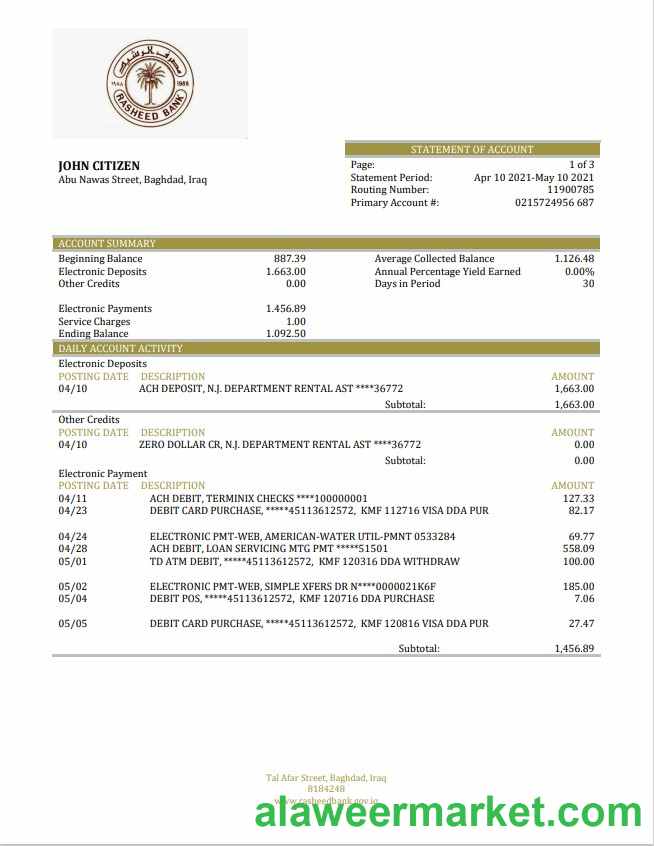 مصرف الرشيد
١٩٨٨ 1988
RASHEED BANK
STATEMENT OF ACCOUNT
JOHN CITIZEN
Abu Nawas Street, Baghdad, Iraq
Page: 1 of 3
Statement Period: Apr 10 2021-May 10 2021
Routing Number: 11900785
Primary Account #: 0215724956 687
ACCOUNT SUMMARY
Beginning Balance 887.39 Average Collected Balance 1.126.48
Electronic Deposits 1.663.00 Annual Percentage Yield Earned 0.00%
Other Credits 0.00 Days in Period 30
Electronic Payments 1.456.89
Service Charges 1.00
Ending Balance 1.092.50
DAILY ACCOUNT ACTIVITY
Electronic Deposits
POSTING DATE DESCRIPTION AMOUNT
04/10 ACH DEPOSIT, N.J. DEPARTMENT RENTAL AST ****36772 1,663.00
Subtotal: 1,663.00
Other Credits
POSTING DATE DESCRIPTION AMOUNT
04/10 ZERO DOLLAR CR, N.J. DEPARTMENT RENTAL AST ****36772 0.00
Subtotal: 0.00
Electronic Payment
POSTING DATE DESCRIPTION AMOUNT
04/11 ACH DEBIT, TERMINIX CHECKS ****100000001 127.33
04/23 DEBIT CARD PURCHASE, *****45113612572, KMF 112716 VISA DDA PUR 82.17
04/24 ELECTRONIC PMT-WEB, AMERICAN-WATER UTIL-PMNT 0533284 69.77
04/28 ACH DEBIT, LOAN SERVICING MTG PMT *****51501 558.09
05/01 TD ATM DEBIT, *****45113612572, KMF 120316 DDA WITHDRAW 100.00
05/02 ELECTRONIC PMT-WEB, SIMPLE XFERS DR N****0000021K6F 185.00
05/04 DEBIT POS, *****45113612572, KMF 120716 DDA PURCHASE 7.06
05/05 DEBIT CARD PURCHASE, *****45113612572, KMF 120816 VISA DDA PUR 27.47
Subtotal: 1,456.89
Tal Afar Street, Baghdad, Iraq
8184248
www.rasheedbank.gov.iq
alaweermarket.com